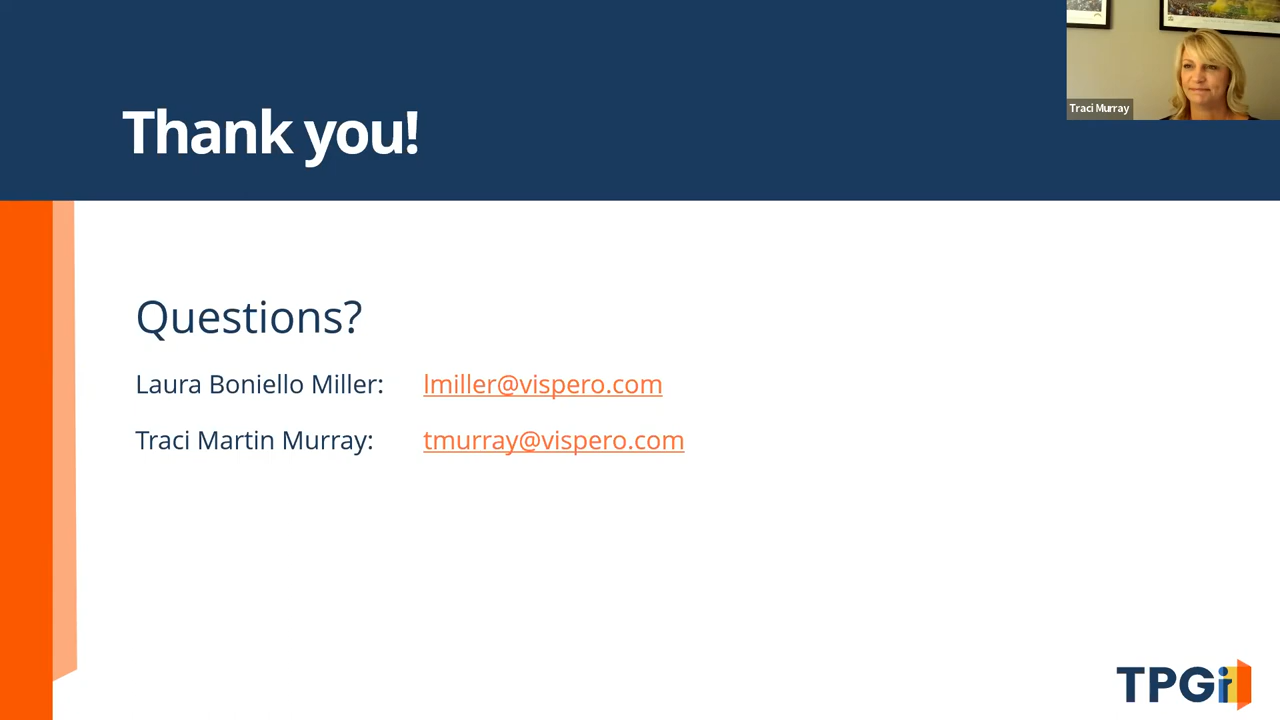 Thank you!
Traci Murray
Questions?
Laura Boniello Miller: lmiller@vispero.com
Traci Martin Murray: tmurray@vispero.com
TPGi